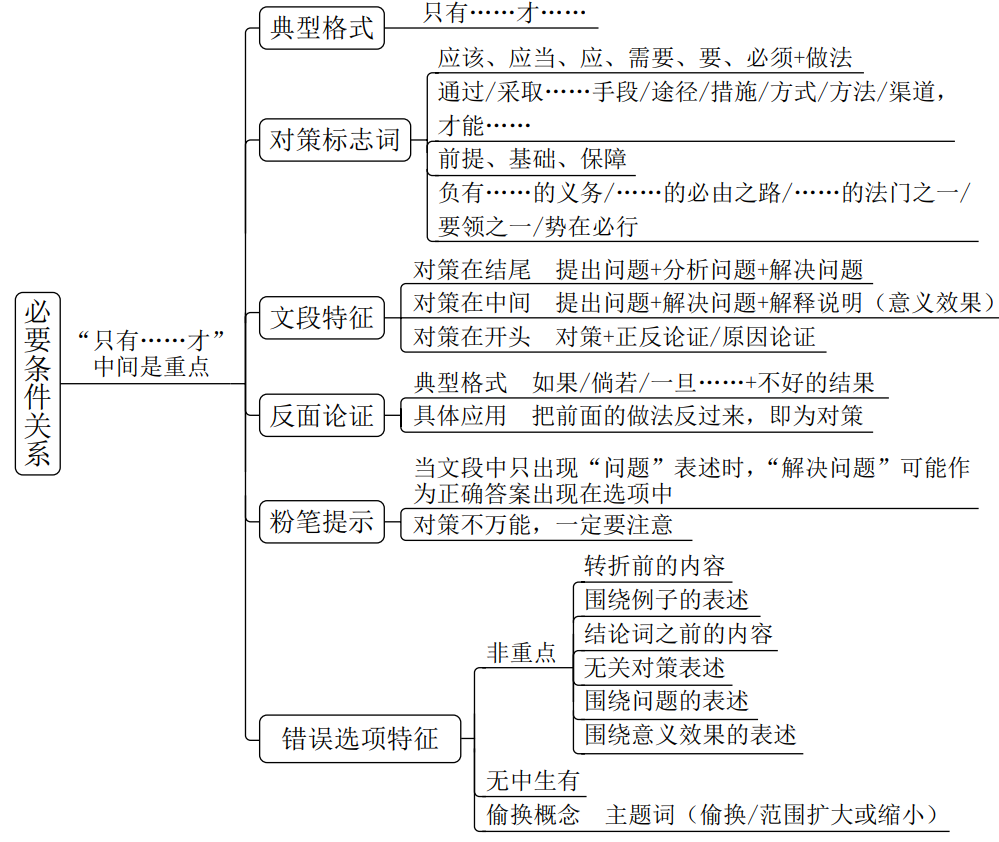 必要条件关系
“只有……才”
中间是重点
典型格式
只有……才……
对策标志词
应该、应当、应、需要、要、必须+做法
通过/采取……手段/途径/措施/方式/方法/渠道，
才能……
前提、基础、保障
负有……的义务/……的必由之路/……的法门之一/
要领之一/势在必行
文段特征
对策在结尾 提出问题+分析问题+解决问题
对策在中间 提出问题+解决问题+解释说明（意义效果）
对策在开头 对策+正反论证/原因论证
反面论证
典型格式 如果/倘若/一旦……+不好的结果
具体应用 把前面的做法反过来，即为对策
粉笔提示
当文段中只出现“问题”表述时，“解决问题”可能作
为正确答案出现在选项中
对策不万能，一定要注意
错误选项特征
非重点
转折前的内容
围绕例子的表述
结论词之前的内容
无关对策表述
围绕问题的表述
围绕意义效果的表述
无中生有
偷换概念 主题词（偷换/范围扩大或缩小）